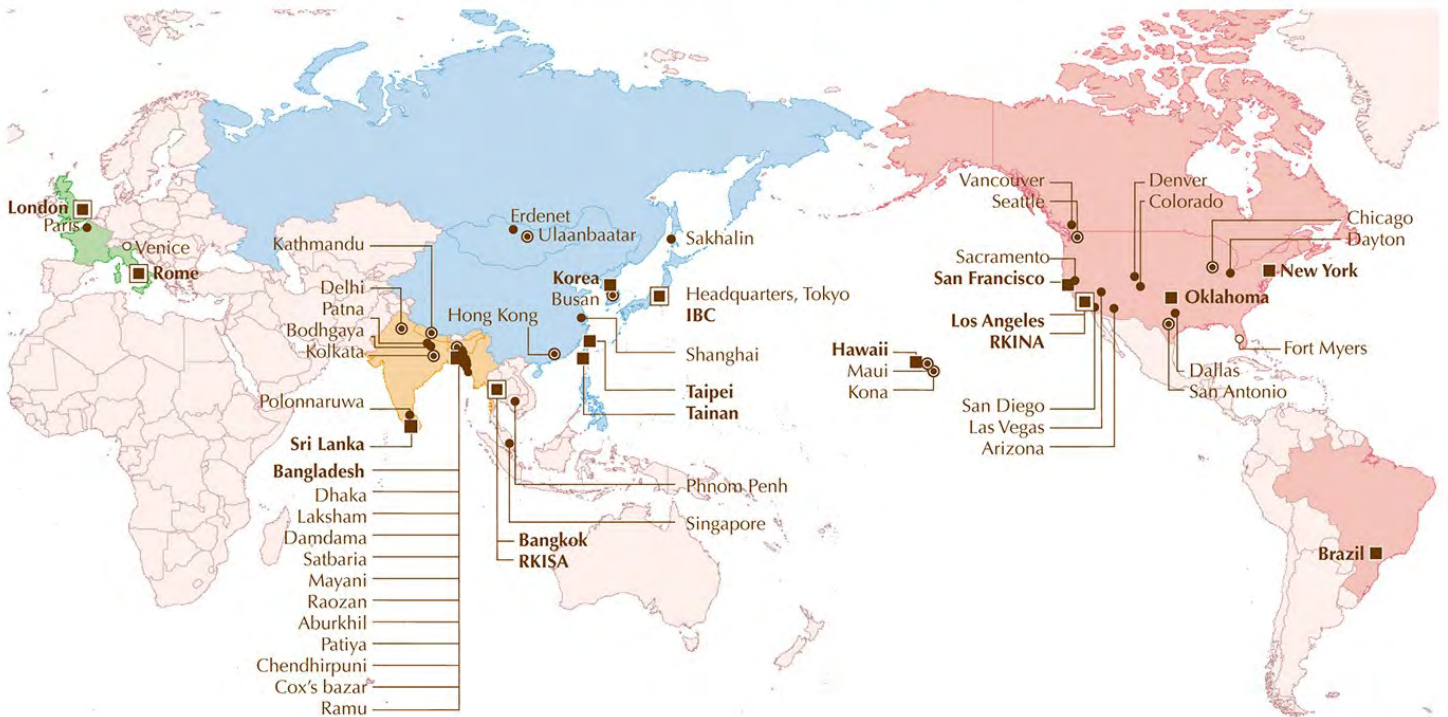 London
Paris
Venice
Rome
Kathmandu
Delhi
Patna
Bodhgaya
Kolkata
Polonnaruwa
Sri Lanka
Bangladesh
Dhaka
Laksham
Damdama
Satbaria
Mayani
Raozan
Aburkhil
Patiya
Chendhirpuni
Cox's bazar
Ramu
Erdenet
Ulaanbaatar
Sakhalin
Korea
Busan
Headquarters, Tokyo
IBC
Hong Kong
Shanghai
Taipei
Tainan
Phnom Penh
Singapore
Bangkok
RKISA
Hawaii
Maui
Kona
Vancouver
Seattle
Sacramento
San Francisco
Los Angeles
RKINA
San Diego
Las Vegas
Arizona
Denver
Colorado
Chicago
Dayton
New York
Oklahoma
Fort Myers
Dallas
San Antonio
Brazil